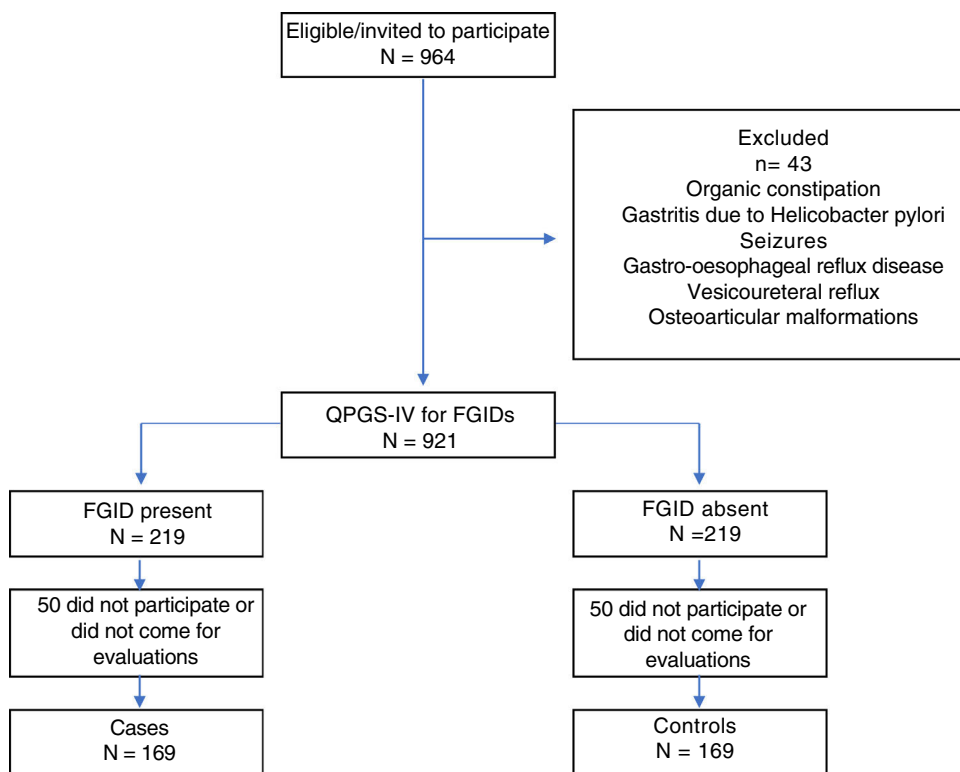 Eligible/invited to participate
N = 964
Excluded
n= 43
Organic constipation
Gastritis due to Helicobacter pylori
Seizures
Gastro-oesophageal reflux disease
Vesicoureteral reflux
Osteoarticular malformations
QPGS-IV for FGIDs
N = 921
FGID present
N = 219
FGID absent
N =219
50 did not participate or
did not come for
evaluations
50 did not participate or
did not come for
evaluations
Cases
N = 169
Controls
N = 169